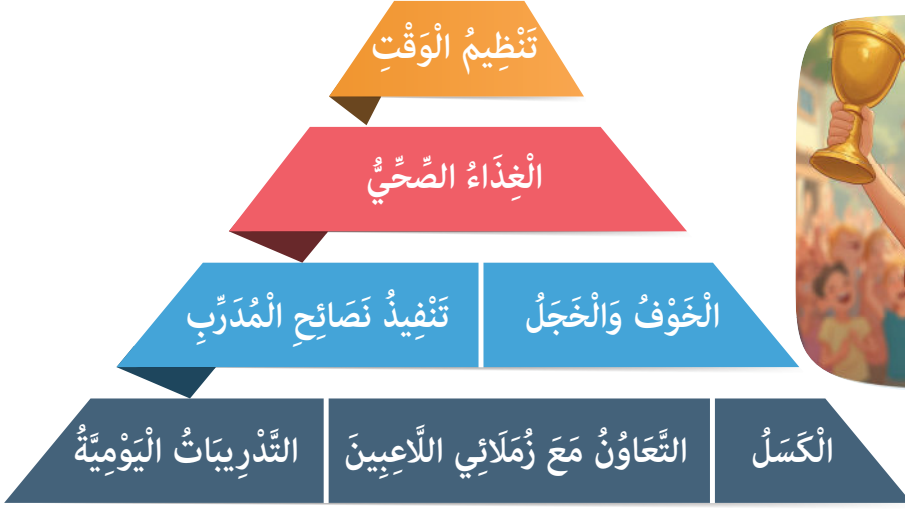 تَنْظِيمُ الْوَقْتِ
الْغِذَاءُ الصِّحِّيُّ
الْخَوْفُ وَالْخَجَلُ
تَنْفِيذُ نَصَائِحِ الْمُدَرِّبِ
الْكَسَلُ
التَّعَاوُنُ مَعَ زُمَلَائِي اللَّاعِبِينَ
التَّدْرِيبَاتُ الْيَوْمِيَّةُ